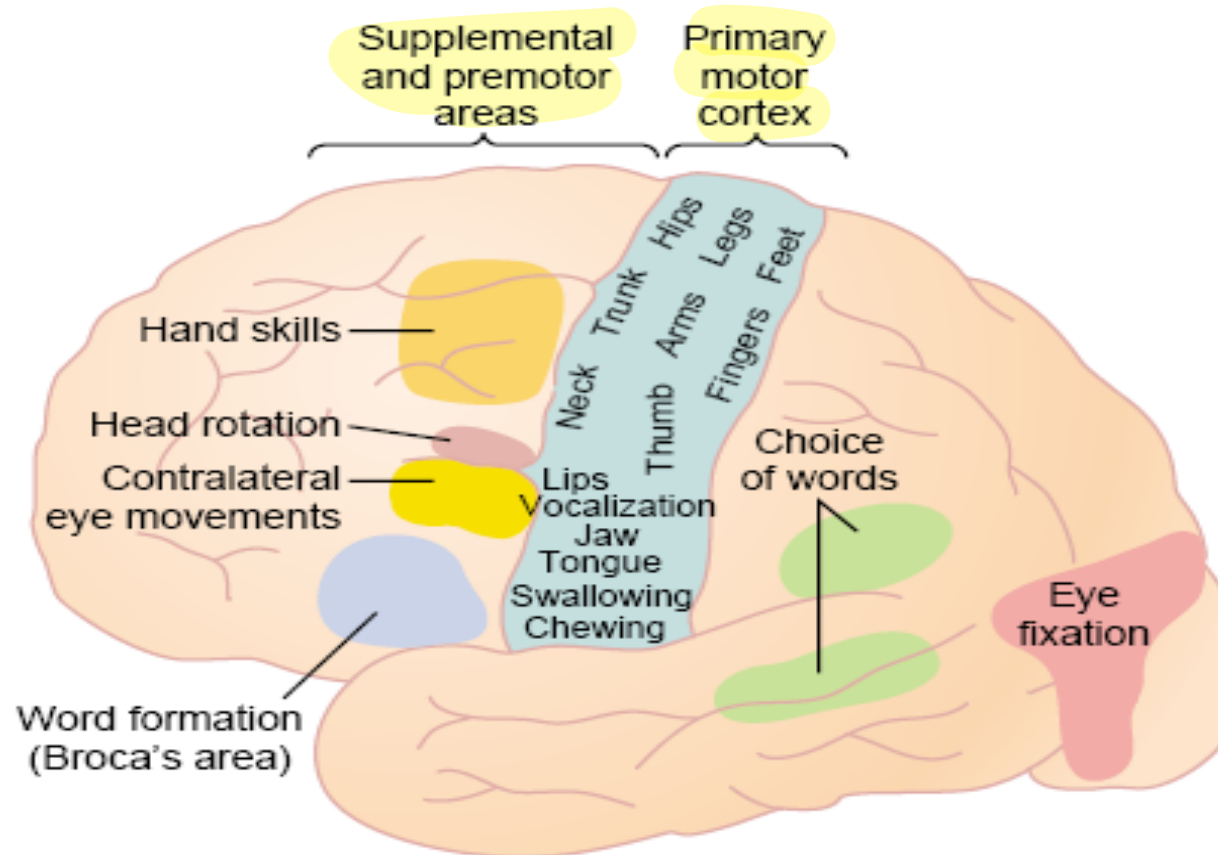 Supplemental
and premotor
areas
Primary
motor
cortex
Hips
Legs
Feet
Trunk
Arms
Fingers
Neck
Thumb
Hand skills
Head rotation
Contralateral
eye movements
Lips
Vocalization
Jaw
Tongue
Swallowing
Chewing
Choice
of words
Eye
fixation
Word formation
(Broca's area)